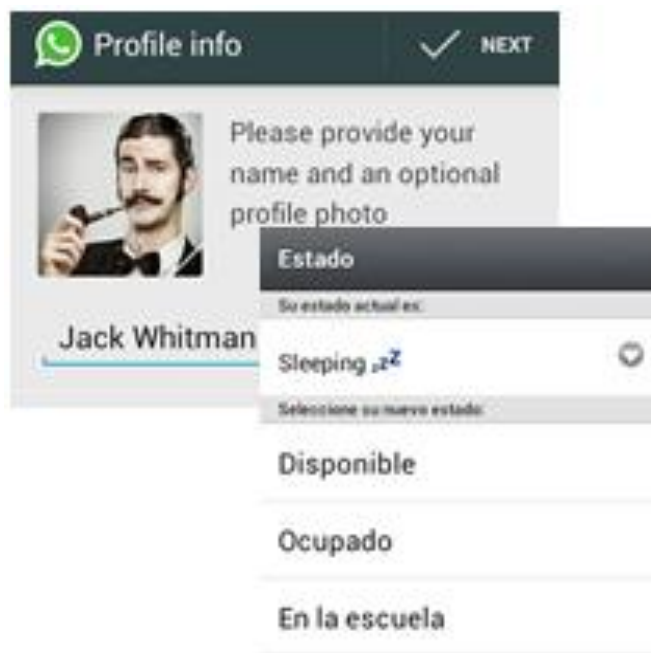 Profile info
NEXT
Please provide your
name and an optional
profile photo
Jack Whitman
Estado
Su estado actual es:
Sleeping zzZ
Seleccione su nuevo estado:
Disponible
Ocupado
En la escuela